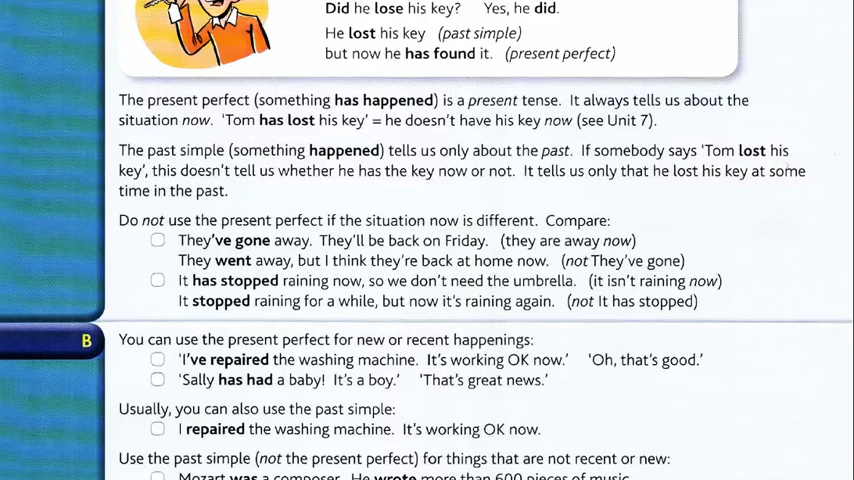 Did he lose his key? Yes, he did.
He lost his key (past simple)
but now he has found it. (present perfect)
The present perfect (something has happened) is a present tense. It always tells us about the
situation now. 'Tom has lost his key' = he doesn't have his key now (see Unit 7).
The past simple (something happened) tells us only about the past. If somebody says 'Tom lost his
key', this doesn't tell us whether he has the key now or not. It tells us only that he lost his key at some
time in the past.
Do not use the present perfect if the situation now is different. Compare:
They've gone away. They'll be back on Friday. (they are away now)
They went away, but I think they're back at home now. (not They've gone)
It has stopped raining now, so we don't need the umbrella. (it isn't raining now)
It stopped raining for a while, but now it's raining again. (not It has stopped)
B
You can use the present perfect for new or recent happenings:
'I've repaired the washing machine. It's working OK now.' 'Oh, that's good.'
'Sally has had a baby! It's a boy.' 'That's great news.'
Usually, you can also use the past simple:
I repaired the washing machine. It's working OK now.
Use the past simple (not the present perfect) for things that are not recent or new:
Mozart was a composer. He wrote more than 600 pieces of music.